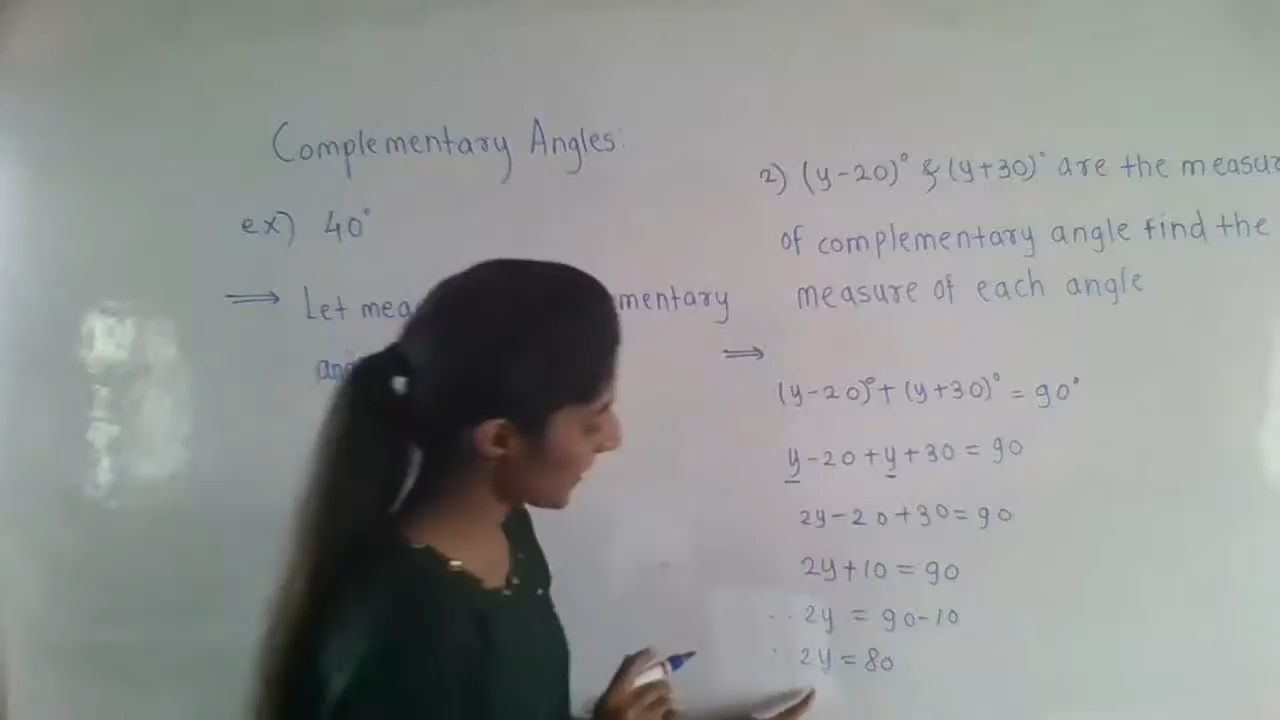 Complementary Angles:
ex) 40°
⟹ Let mentary
2) (y-20)° & (y+30)° are the
of complementary angle find the
measure of each angle
⟹
(y-20)°+(y+30)° = 90°
y-20+y+30 = 90
2y-20+30=90
2y+10 = 90
2y = 90-10
2y = 80